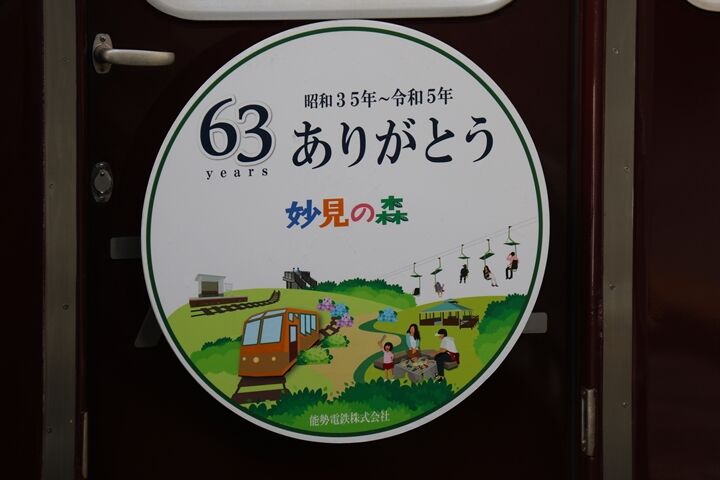 昭和35年～令和5年
63 ありがとう
years
妙見の森
能勢電鉄株式会社